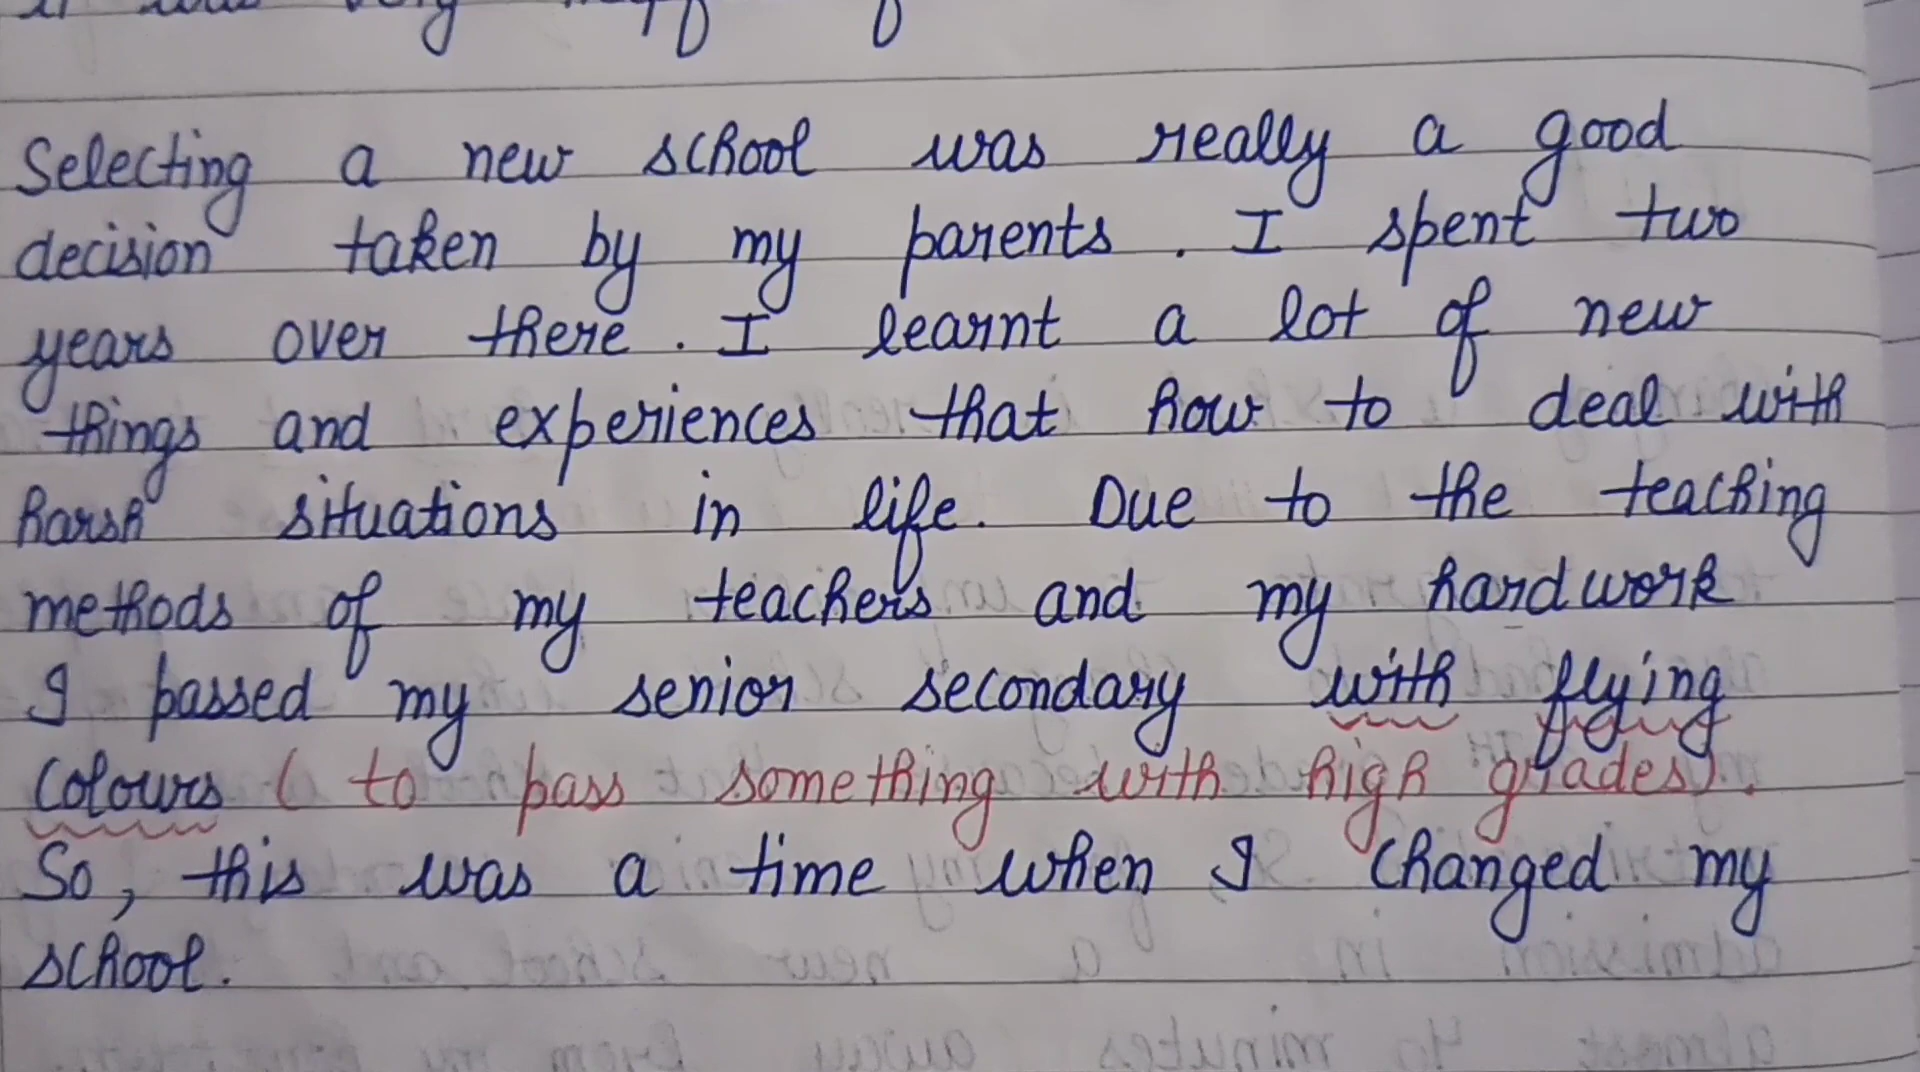 Selecting a new school was really a good
decision taken by my parents. I spent two
years over there. I learnt a lot of new
things and experiences that how to deal with
harsh situations in life. Due to the teaching
methods of my teachers and my hardwork
I passed my senior secondary with flying
colours ( to pass something with high grades).
So, this was a time when I changed my
school.